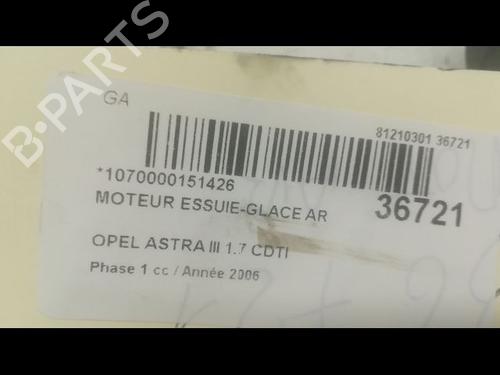 GA
81210301 36721
*1070000151426
MOTEUR ESSUIE-GLACE AR
36721
OPEL ASTRA III 1.7 CDTI
Phase 1 cc / Année 2006
B-PARTS